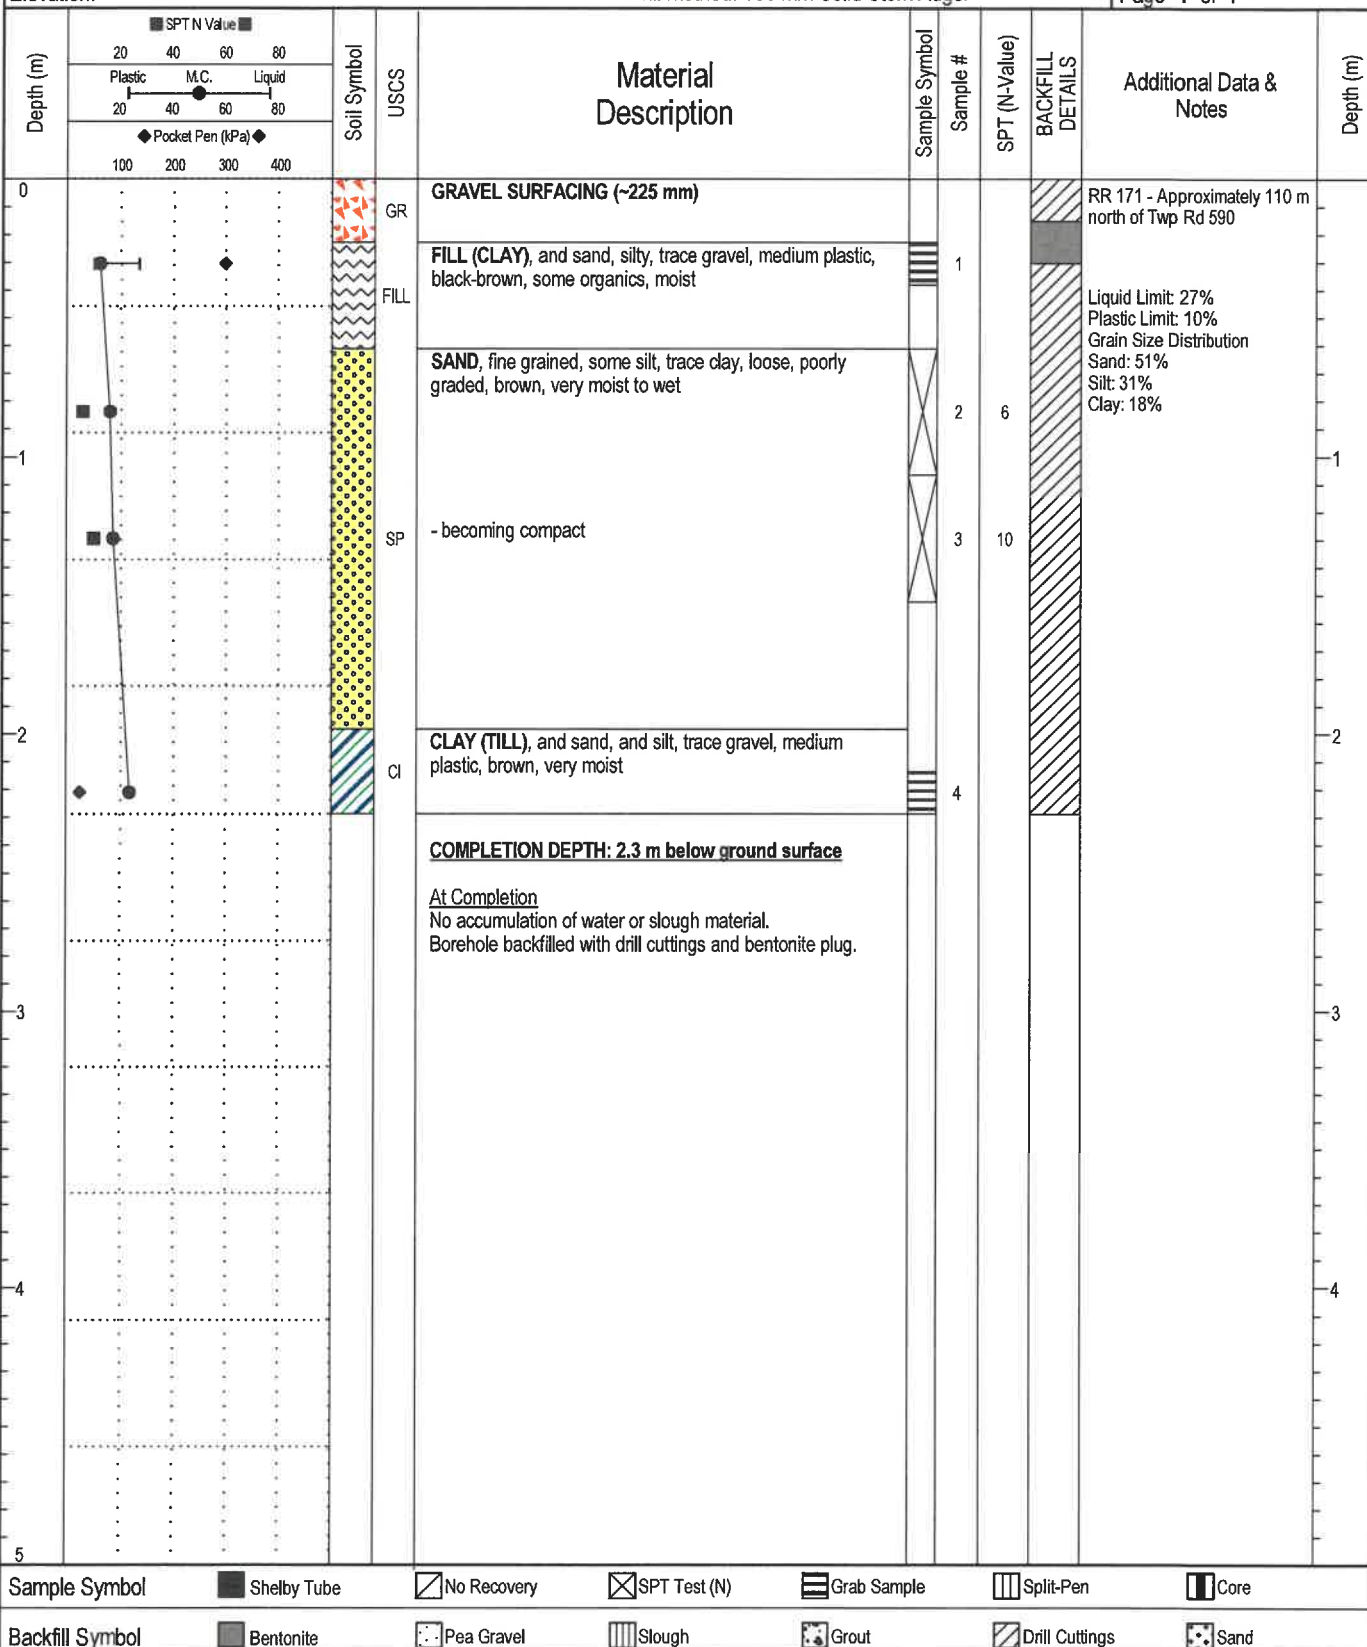 SPT N Value
20 40 60 80
Plastic M.C. Liquid
20 40 60 80
Pocket Pen (kPa)
100 200 300 400
Depth (m)
Soil Symbol
USCS
Material
Description
Sample Symbol
Sample #
SPT (N-Value)
BACKFILL
DETAILS
Additional Data &
Notes
Depth (m)
0
GR
GRAVEL SURFACING (~225 mm)
RR 171 - Approximately 110 m
north of Twp Rd 590
FILL
FILL (CLAY), and sand, silty, trace gravel, medium plastic,
black-brown, some organics, moist
1
Liquid Limit: 27%
Plastic Limit: 10%
Grain Size Distribution
Sand: 51%
Silt: 31%
Clay: 18%
SAND, fine grained, some silt, trace clay, loose, poorly
graded, brown, very moist to wet
2 6
1 1
SP
- becoming compact
3 10
2 2
CI
CLAY (TILL), and sand, and silt, trace gravel, medium
plastic, brown, very moist
4
COMPLETION DEPTH: 2.3 m below ground surface
At Completion
No accumulation of water or slough material.
Borehole backfilled with drill cuttings and bentonite plug.
3 3
4 4
5
Sample Symbol Shelby Tube No Recovery SPT Test (N) Grab Sample Split-Pen Core
Backfill Symbol Bentonite Pea Gravel Slough Grout Drill Cuttings Sand